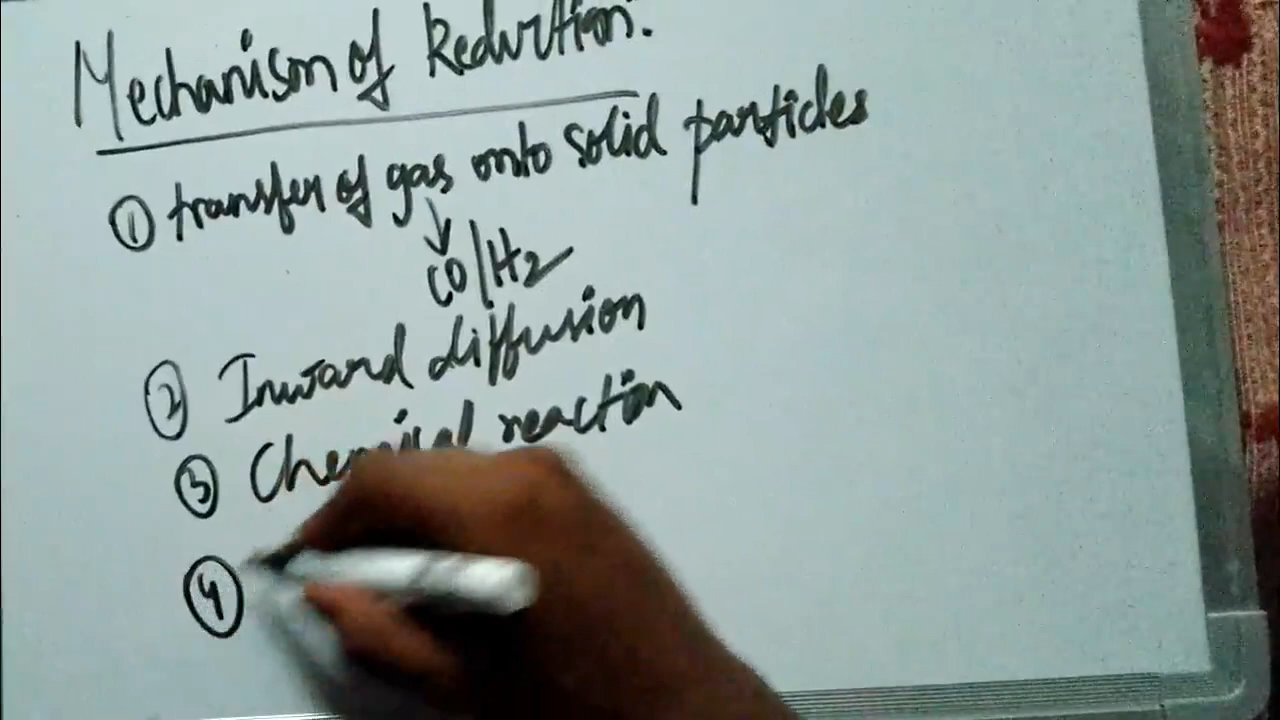 Mechanism of Reduction.
① transfer of gas onto solid particles
↓
CO/H2
② Inward diffusion
③ Chemical reaction
④